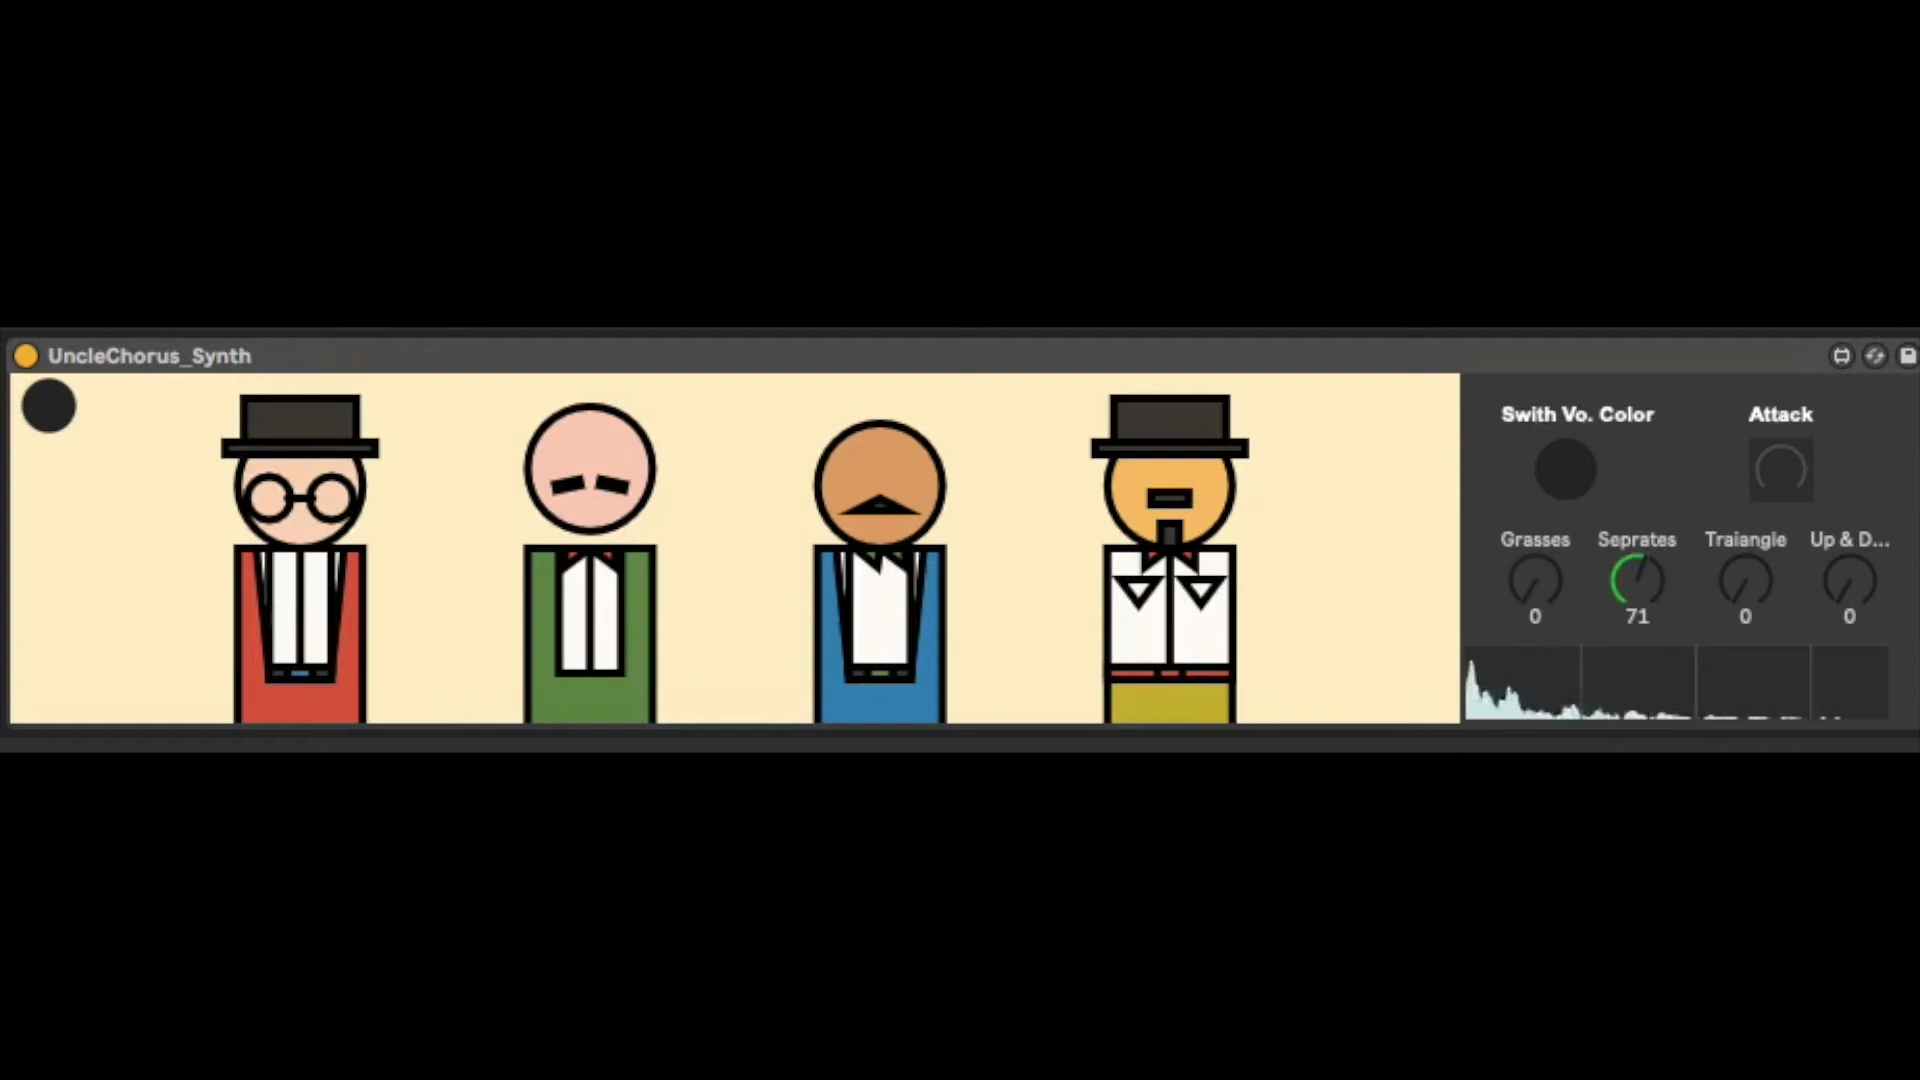 UncleChorus_Synth
Swith Vo. Color Attack
Grasses Seprates Traiangle Up & D...
0 71 0 0